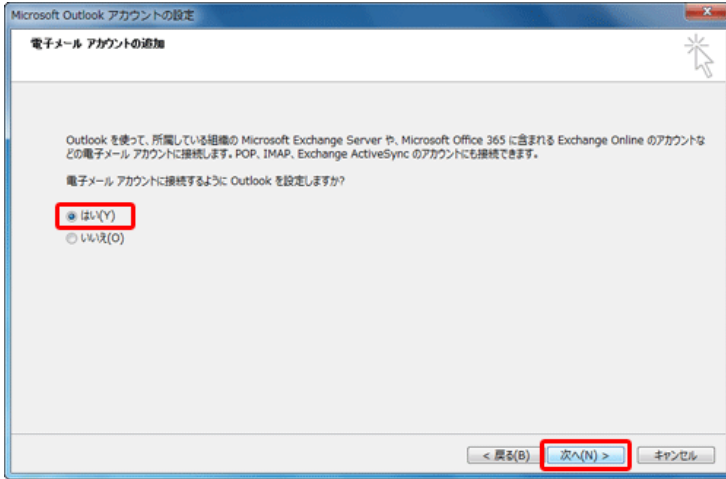 Microsoft Outlook アカウントの設定
電子メール アカウントの追加
Outlook を使って、所属している組織の Microsoft Exchange Server や、Microsoft Office 365 に含まれる Exchange Online のアカウントな
どの電子メール アカウントに接続します。POP、IMAP、Exchange ActiveSync のアカウントにも接続できます。
電子メール アカウントに接続するように Outlook を設定しますか?
はい(Y)
いいえ(O)
< 戻る(B) 次へ(N) > キャンセル